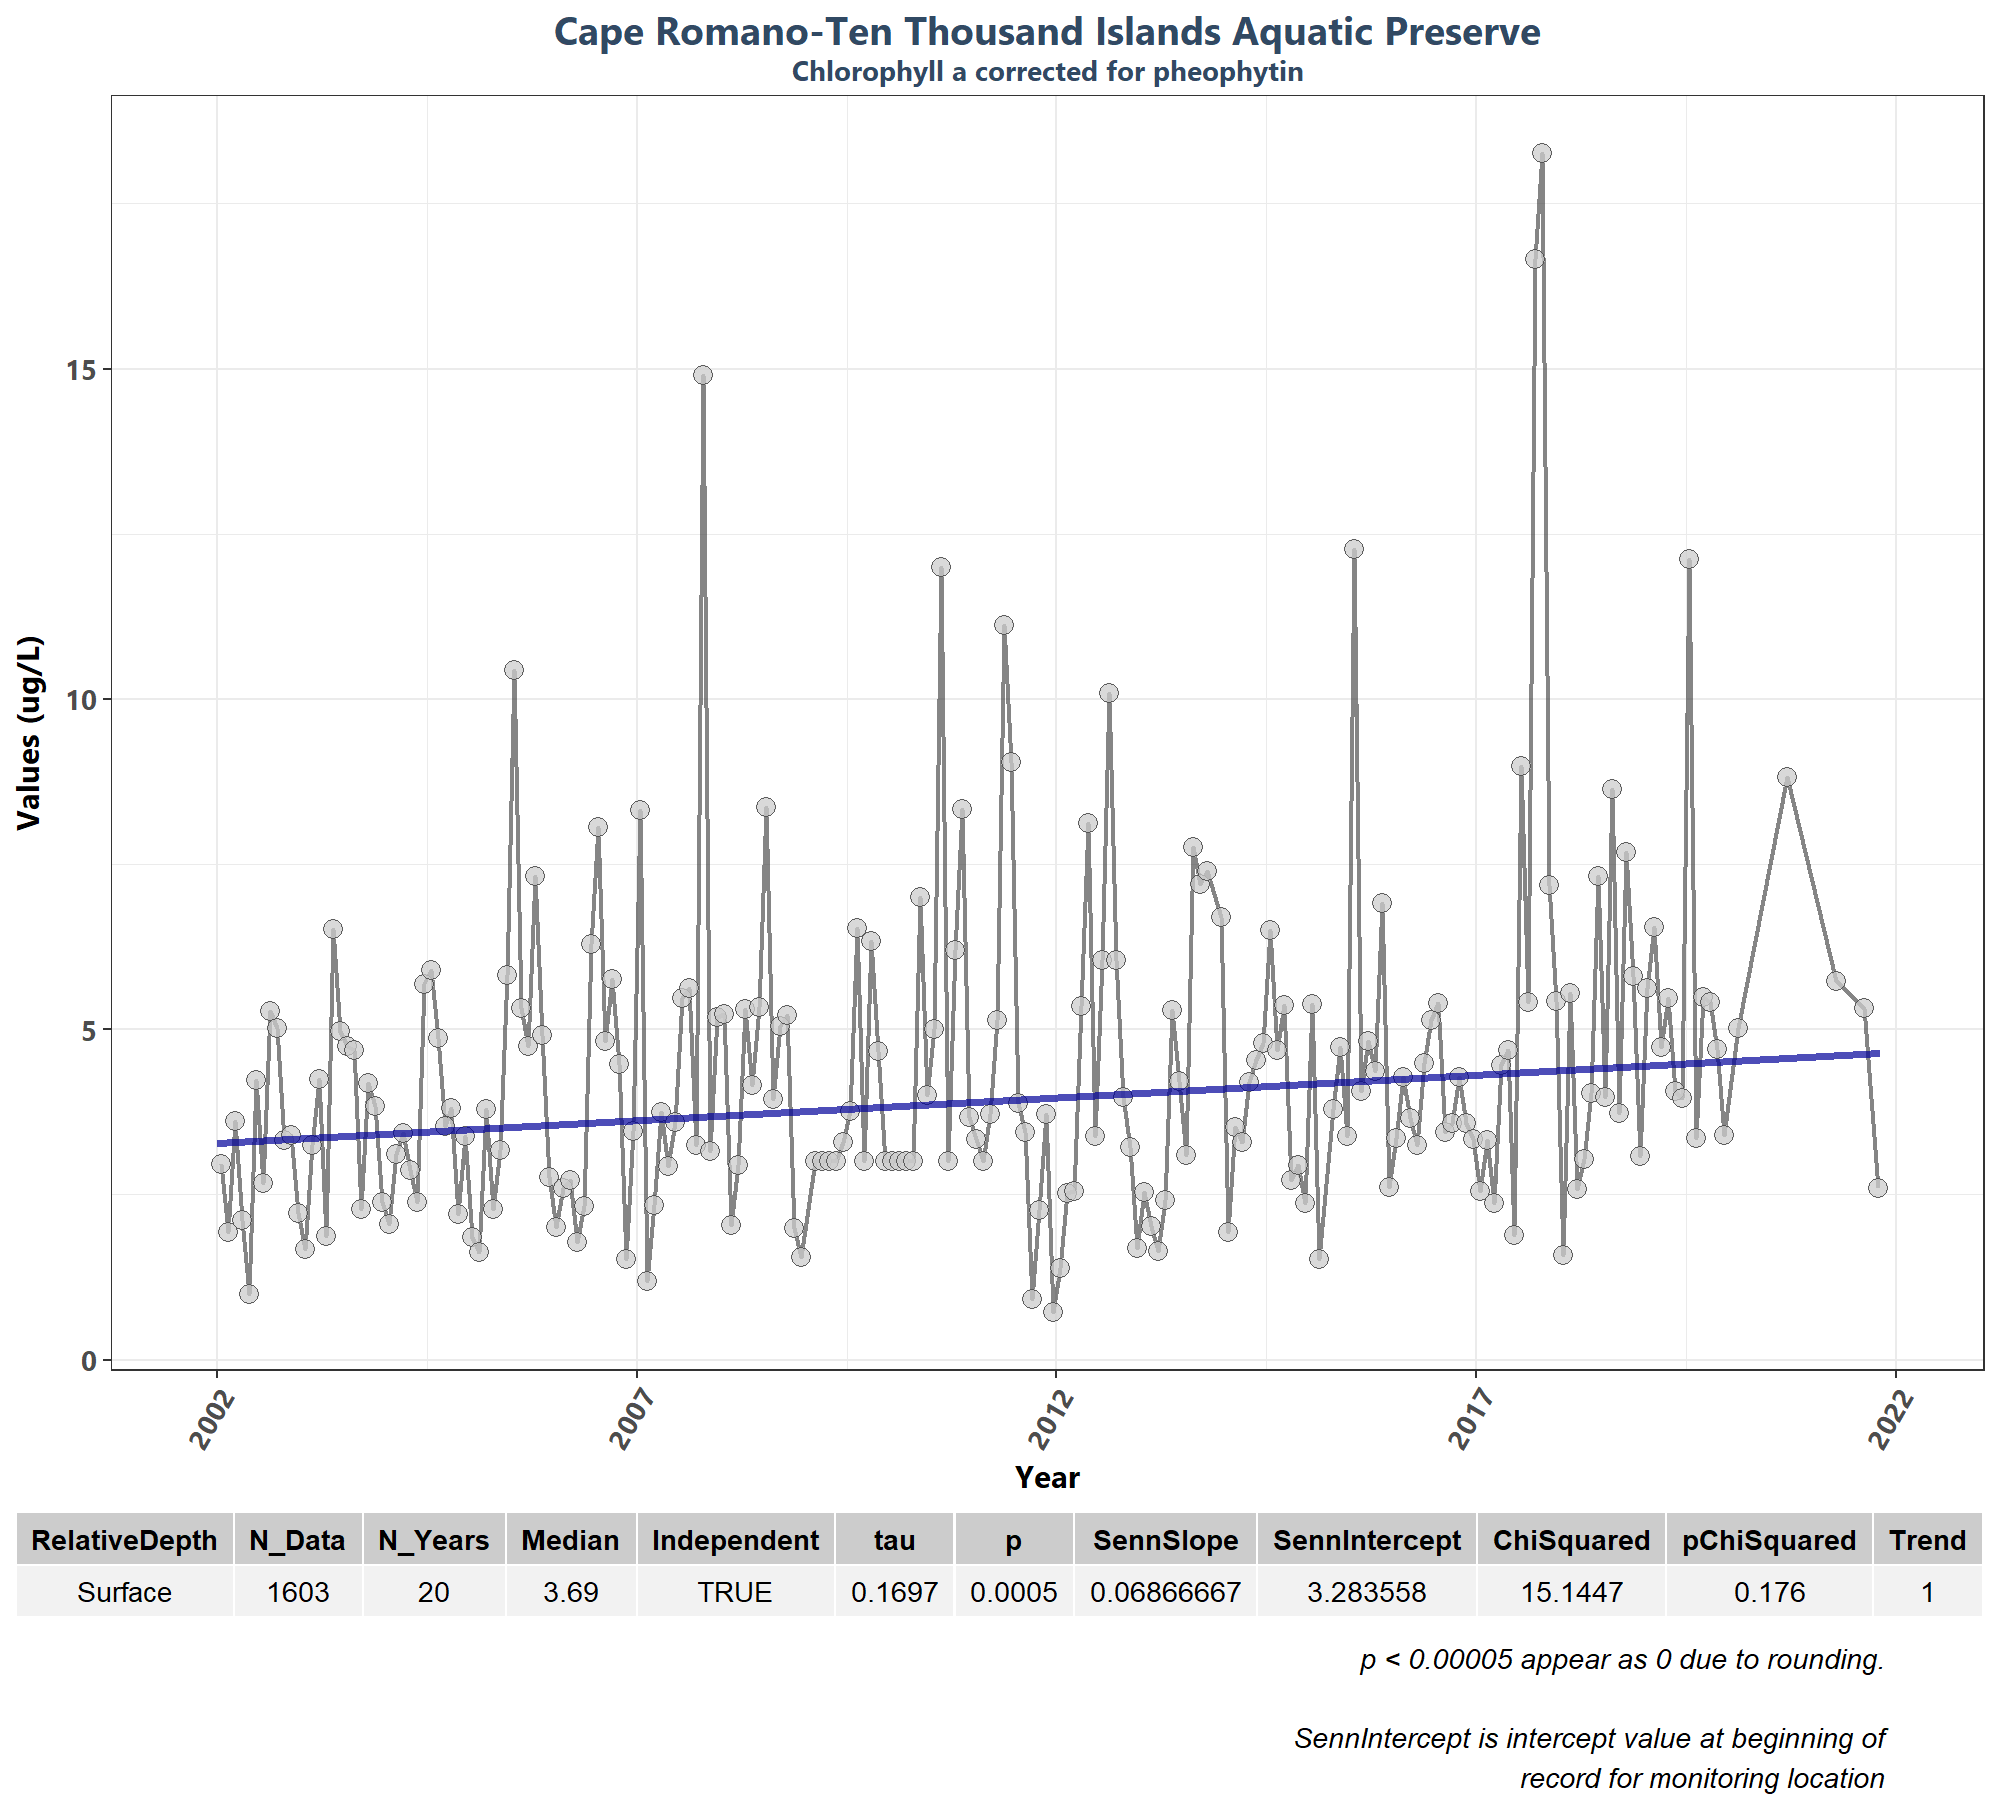 Cape Romano-Ten Thousand Islands Aquatic Preserve
Chlorophyll a corrected for pheophytin
Values (ug/L)
15
10
5
0
2002 2007 2012 2017 2022
Year
RelativeDepth N_Data N_Years Median Independent tau p SennSlope SennIntercept ChiSquared pChiSquared Trend
Surface 1603 20 3.69 TRUE 0.1697 0.0005 0.06866667 3.283558 15.1447 0.176 1
p < 0.00005 appear as 0 due to rounding.
SennIntercept is intercept value at beginning of
record for monitoring location